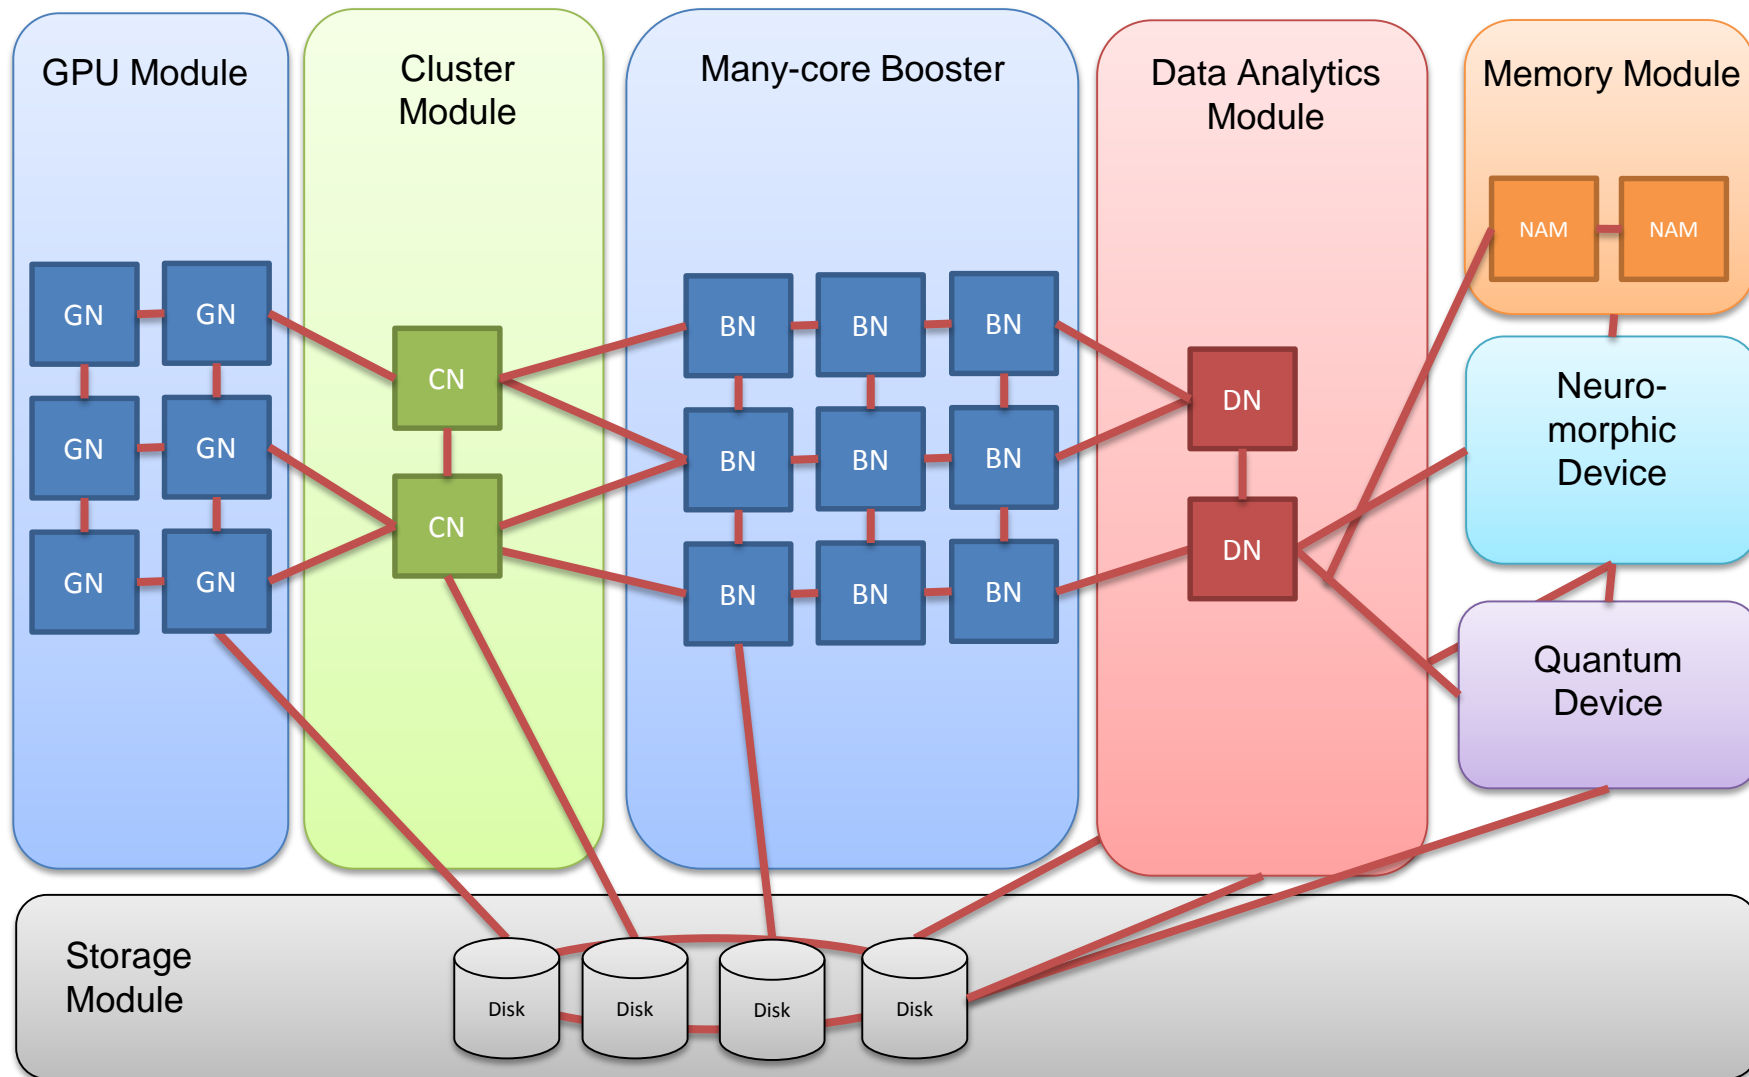 GPU Module
Cluster
Module
Many-core Booster
Data Analytics
Module
Memory Module
NAM
NAM
GN
GN
GN
GN
GN
GN
CN
CN
BN
BN
BN
BN
BN
BN
BN
BN
BN
DN
DN
Neuro-
morphic
Device
Quantum
Device
Storage
Module
Disk
Disk
Disk
Disk